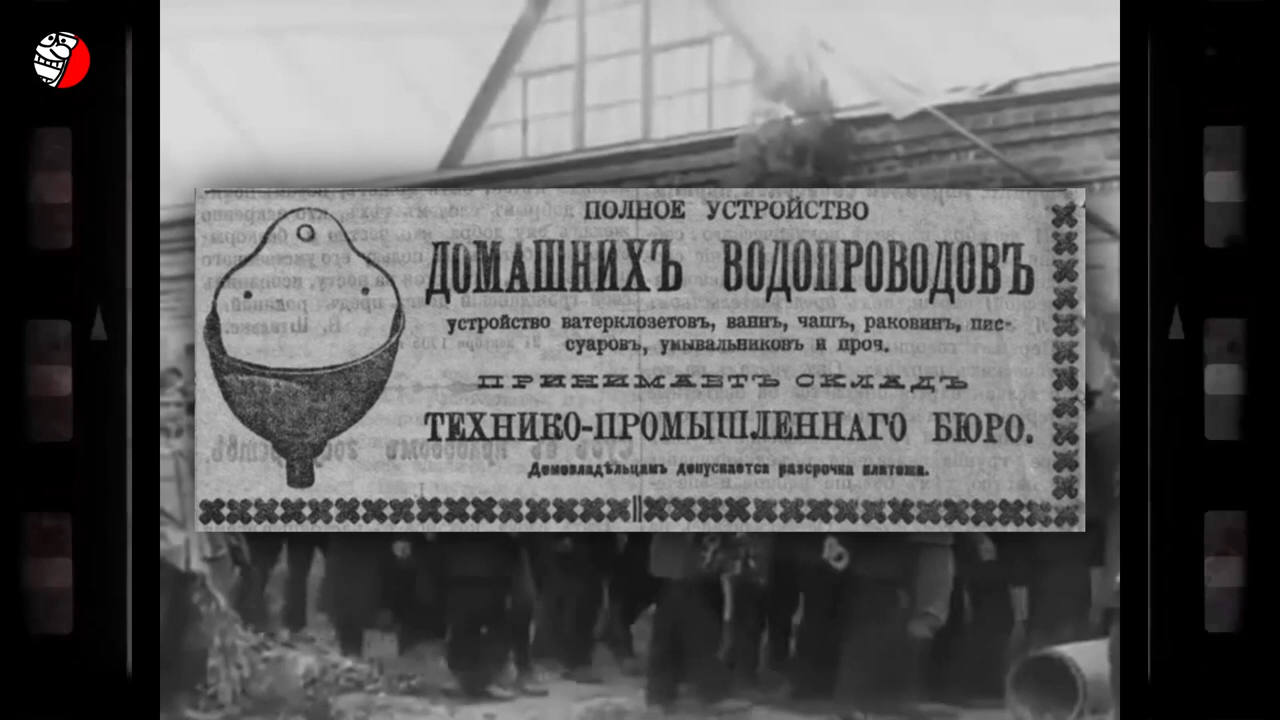 ПОЛНОЕ УСТРОЙСТВО
ДОМАШНИХЪ ВОДОПРОВОДОВЪ
устройство ватерклозетовъ, ваннъ, чашъ, раковинъ, пис-
суаровъ, умывальниковъ и проч.
ПРИНИМАЕТЪ СКЛАДЪ
ТЕХНИКО-ПРОМЫШЛЕННАГО БЮРО.
Домовладѣльцамъ допускается разсрочка платежа.